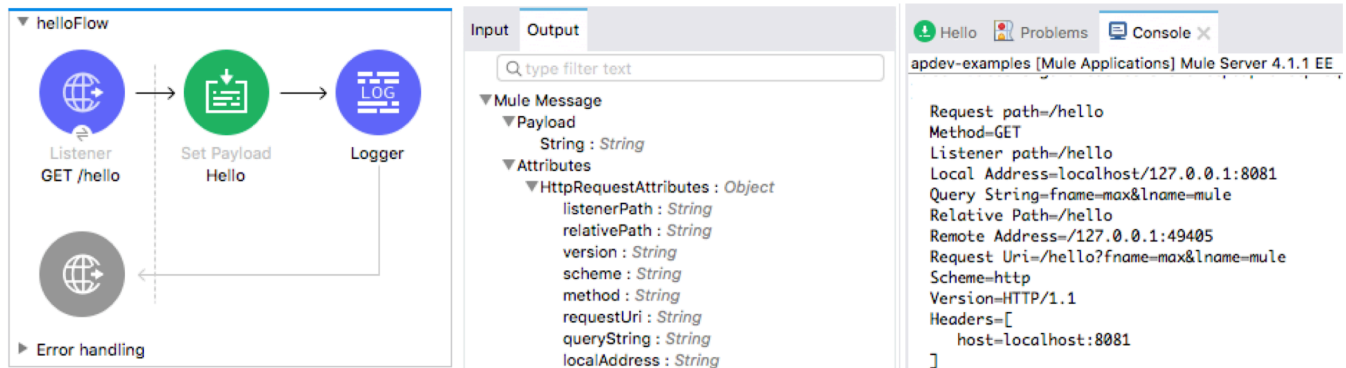 helloFlow
LOG
Listener
GET /hello
Set Payload
Hello
Logger
Error handling
Input Output
type filter text
Mule Message
Payload
String : String
Attributes
HttpRequestAttributes : Object
listenerPath : String
relativePath : String
version : String
scheme : String
method : String
requestUri : String
queryString : String
localAddress : String
Hello Problems Console
apdev-examples [Mule Applications] Mule Server 4.1.1 EE
Request path=/hello
Method=GET
Listener path=/hello
Local Address=localhost/127.0.0.1:8081
Query String=fname=max&lname=mule
Relative Path=/hello
Remote Address=/127.0.0.1:49405
Request Uri=/hello?fname=max&lname=mule
Scheme=http
Version=HTTP/1.1
Headers=[
host=localhost:8081
]